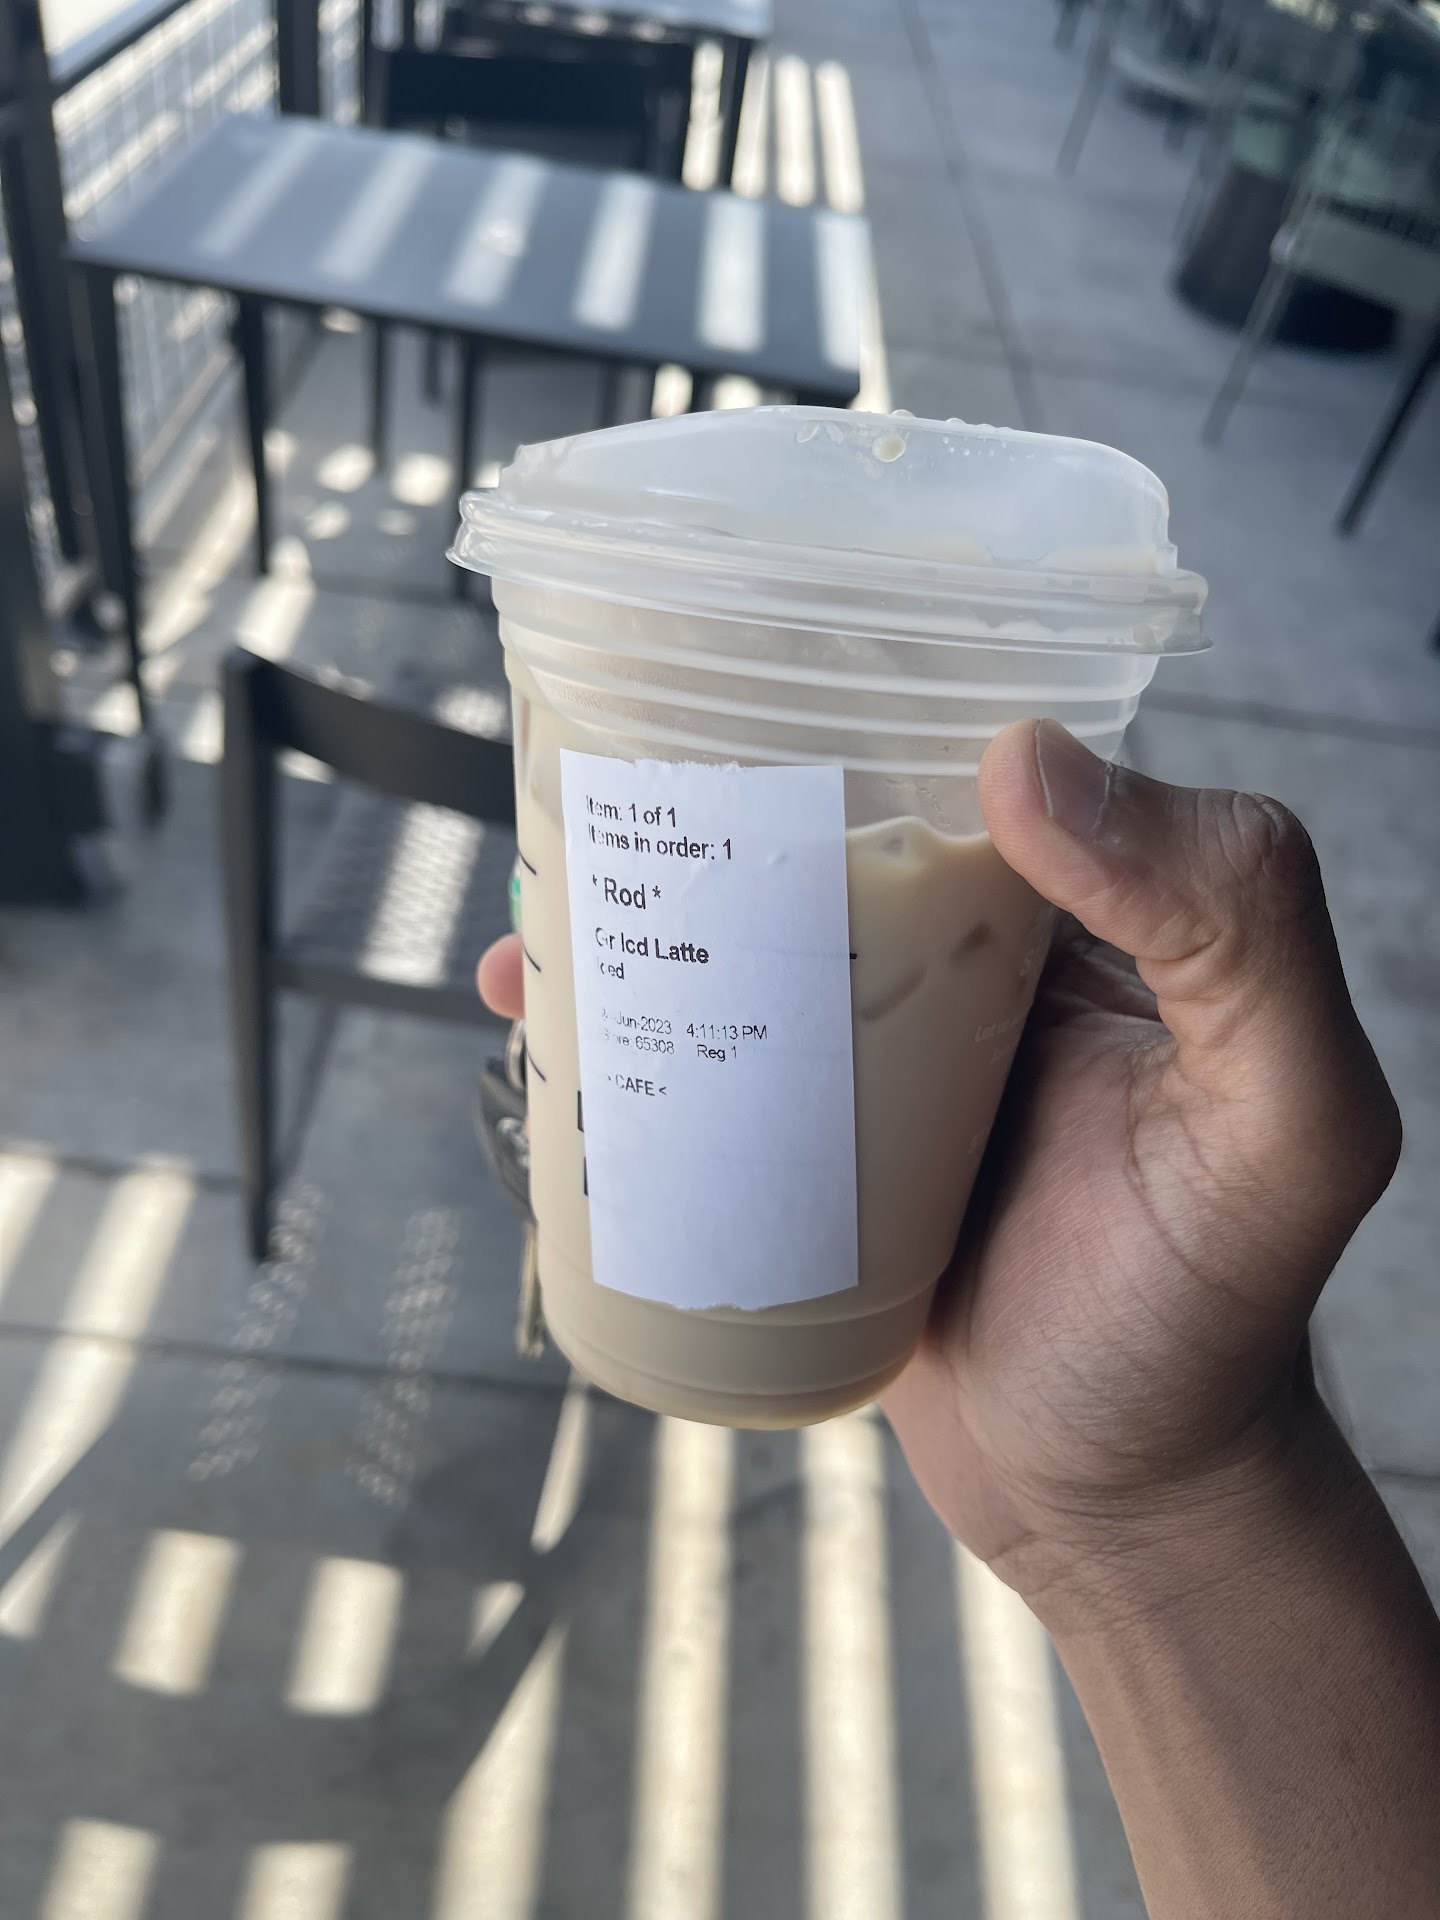 Item: 1 of 1
Items in order: 1
* Rod *
Gr Icd Latte
Iced
-Jun-2023 4:11:13 PM
Store: 65308 Reg 1
> CAFE <